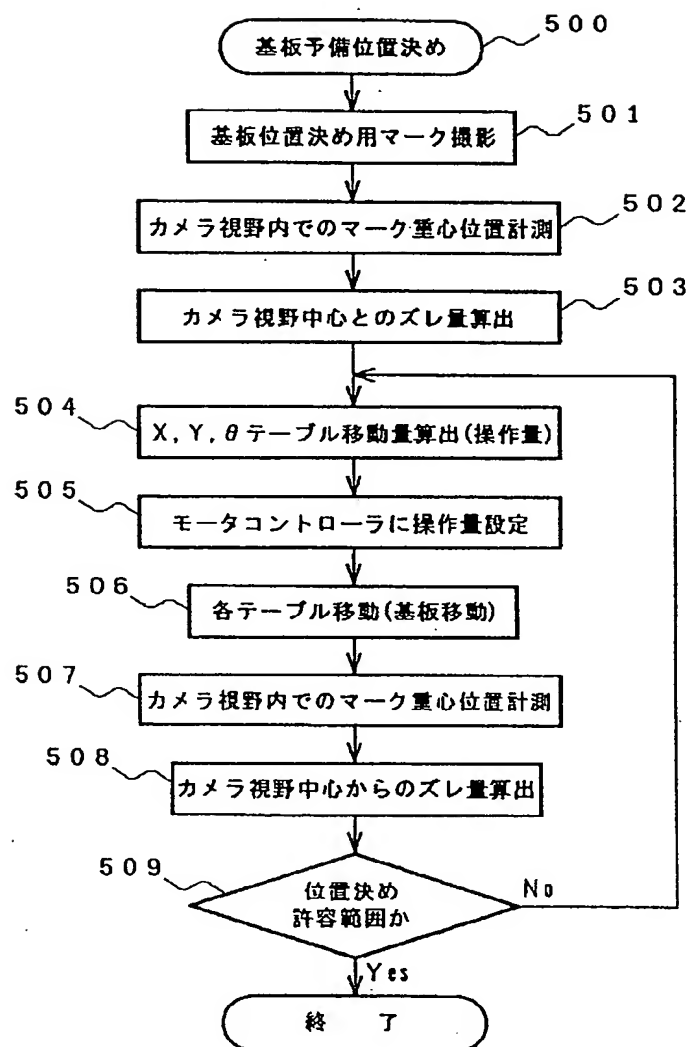 基板予備位置決め
500
基板位置決め用マーク撮影
501
カメラ視野内でのマーク重心位置計測
502
カメラ視野中心とのズレ量算出
503
504
X,Y,θテーブル移動量算出(操作量)
505
モータコントローラに操作量設定
506
各テーブル移動(基板移動)
507
カメラ視野内でのマーク重心位置計測
508
カメラ視野中心からのズレ量算出
509
位置決め
許容範囲か
No
Yes
終 了